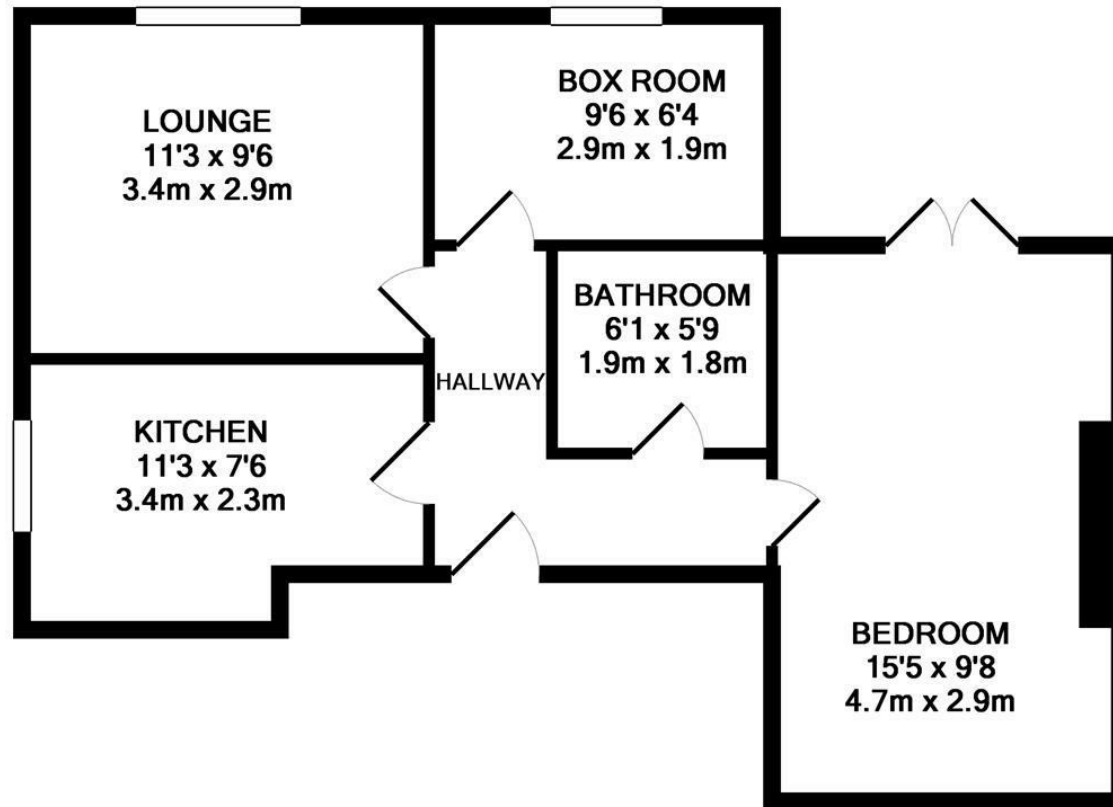 LOUNGE
11'3 x 9'6
3.4m x 2.9m
BOX ROOM
9'6 x 6'4
2.9m x 1.9m
BATHROOM
6'1 x 5'9
1.9m x 1.8m
HALLWAY
KITCHEN
11'3 x 7'6
3.4m x 2.3m
BEDROOM
15'5 x 9'8
4.7m x 2.9m